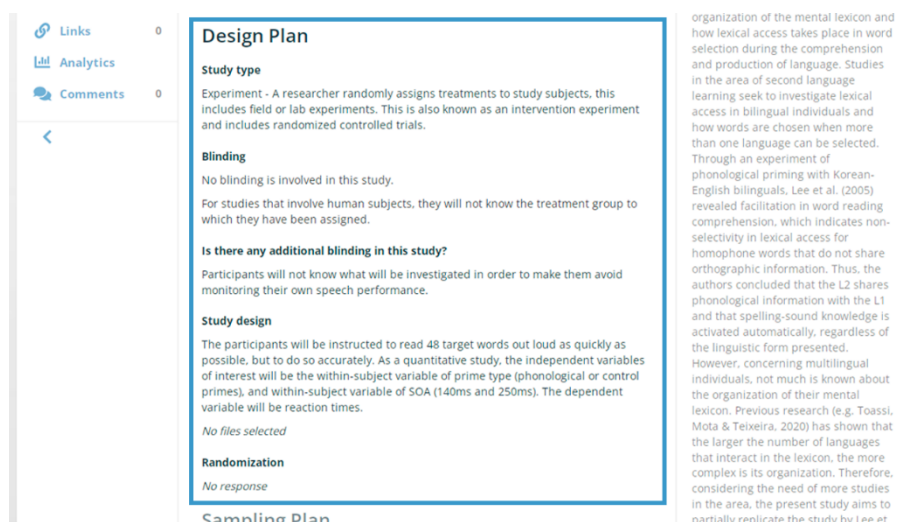 Links 0
Analytics
Comments 0
Design Plan
Study type
Experiment - A researcher randomly assigns treatments to study subjects, this
includes field or lab experiments. This is also known as an intervention experiment
and includes randomized controlled trials.
Blinding
No blinding is involved in this study.
For studies that involve human subjects, they will not know the treatment group to
which they have been assigned.
Is there any additional blinding in this study?
Participants will not know what will be investigated in order to make them avoid
monitoring their own speech performance.
Study design
The participants will be instructed to read 48 target words out loud as quickly as
possible, but to do so accurately. As a quantitative study, the independent variables
of interest will be the within-subject variable of prime type (phonological or control
primes), and within-subject variable of SOA (140ms and 250ms). The dependent
variable will be reaction times.
No files selected
Randomization
No response
Sampling Plan
organization of the mental lexicon and
how lexical access takes place in word
selection during the comprehension
and production of language. Studies
in the area of second language
learning seek to investigate lexical
access in bilingual individuals and
how words are chosen when more
than one language can be selected.
Through an experiment of
phonological priming with Korean-
English bilinguals, Lee et al. (2005)
revealed facilitation in word reading
comprehension, which indicates non-
selectivity in lexical access for
homophone words that do not share
orthographic information. Thus, the
authors concluded that the L2 shares
phonological information with the L1
and that spelling-sound knowledge is
activated automatically, regardless of
the linguistic form presented.
However, concerning multilingual
individuals, not much is known about
the organization of their mental
lexicon. Previous research (e.g. Toassi,
Mota & Teixeira, 2020) has shown that
the larger the number of languages
that interact in the lexicon, the more
complex is its organization. Therefore,
considering the need of more studies
in the area, the present study aims to
partially replicate the study by Lee et